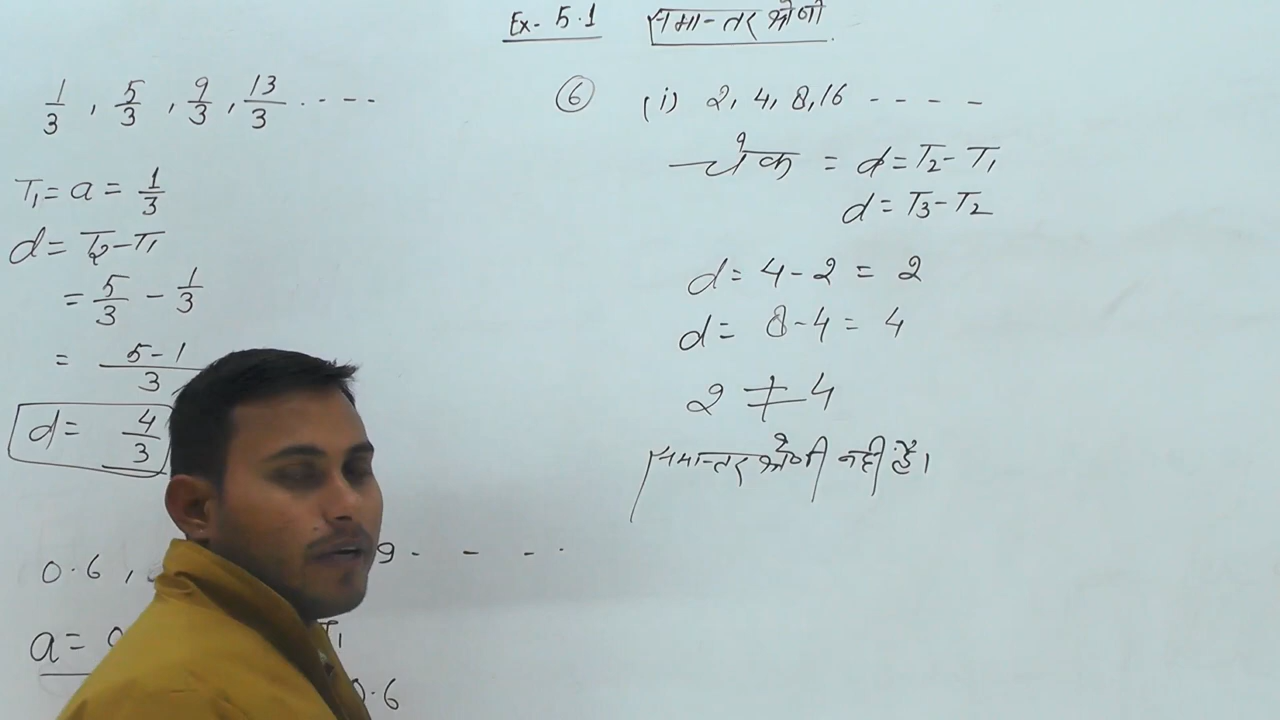 Ex- 5.1 समान्तर श्रेणी
1/3, 5/3, 9/3, 13/3 ....
T₁ = a = 1/3
d = T₂-T₁
= 5/3 - 1/3
= 5-1/3
d = 4/3
0.6 ,
9 - - - .
a = 0
T₁
0.6
⑥ (i) 2, 4, 8, 16 - - - -
चैक = d = T₂- T₁
d = T₃-T₂
d = 4-2 = 2
d = 8-4 = 4
2 ≠ 4
समान्तर श्रेणी नहीं है।